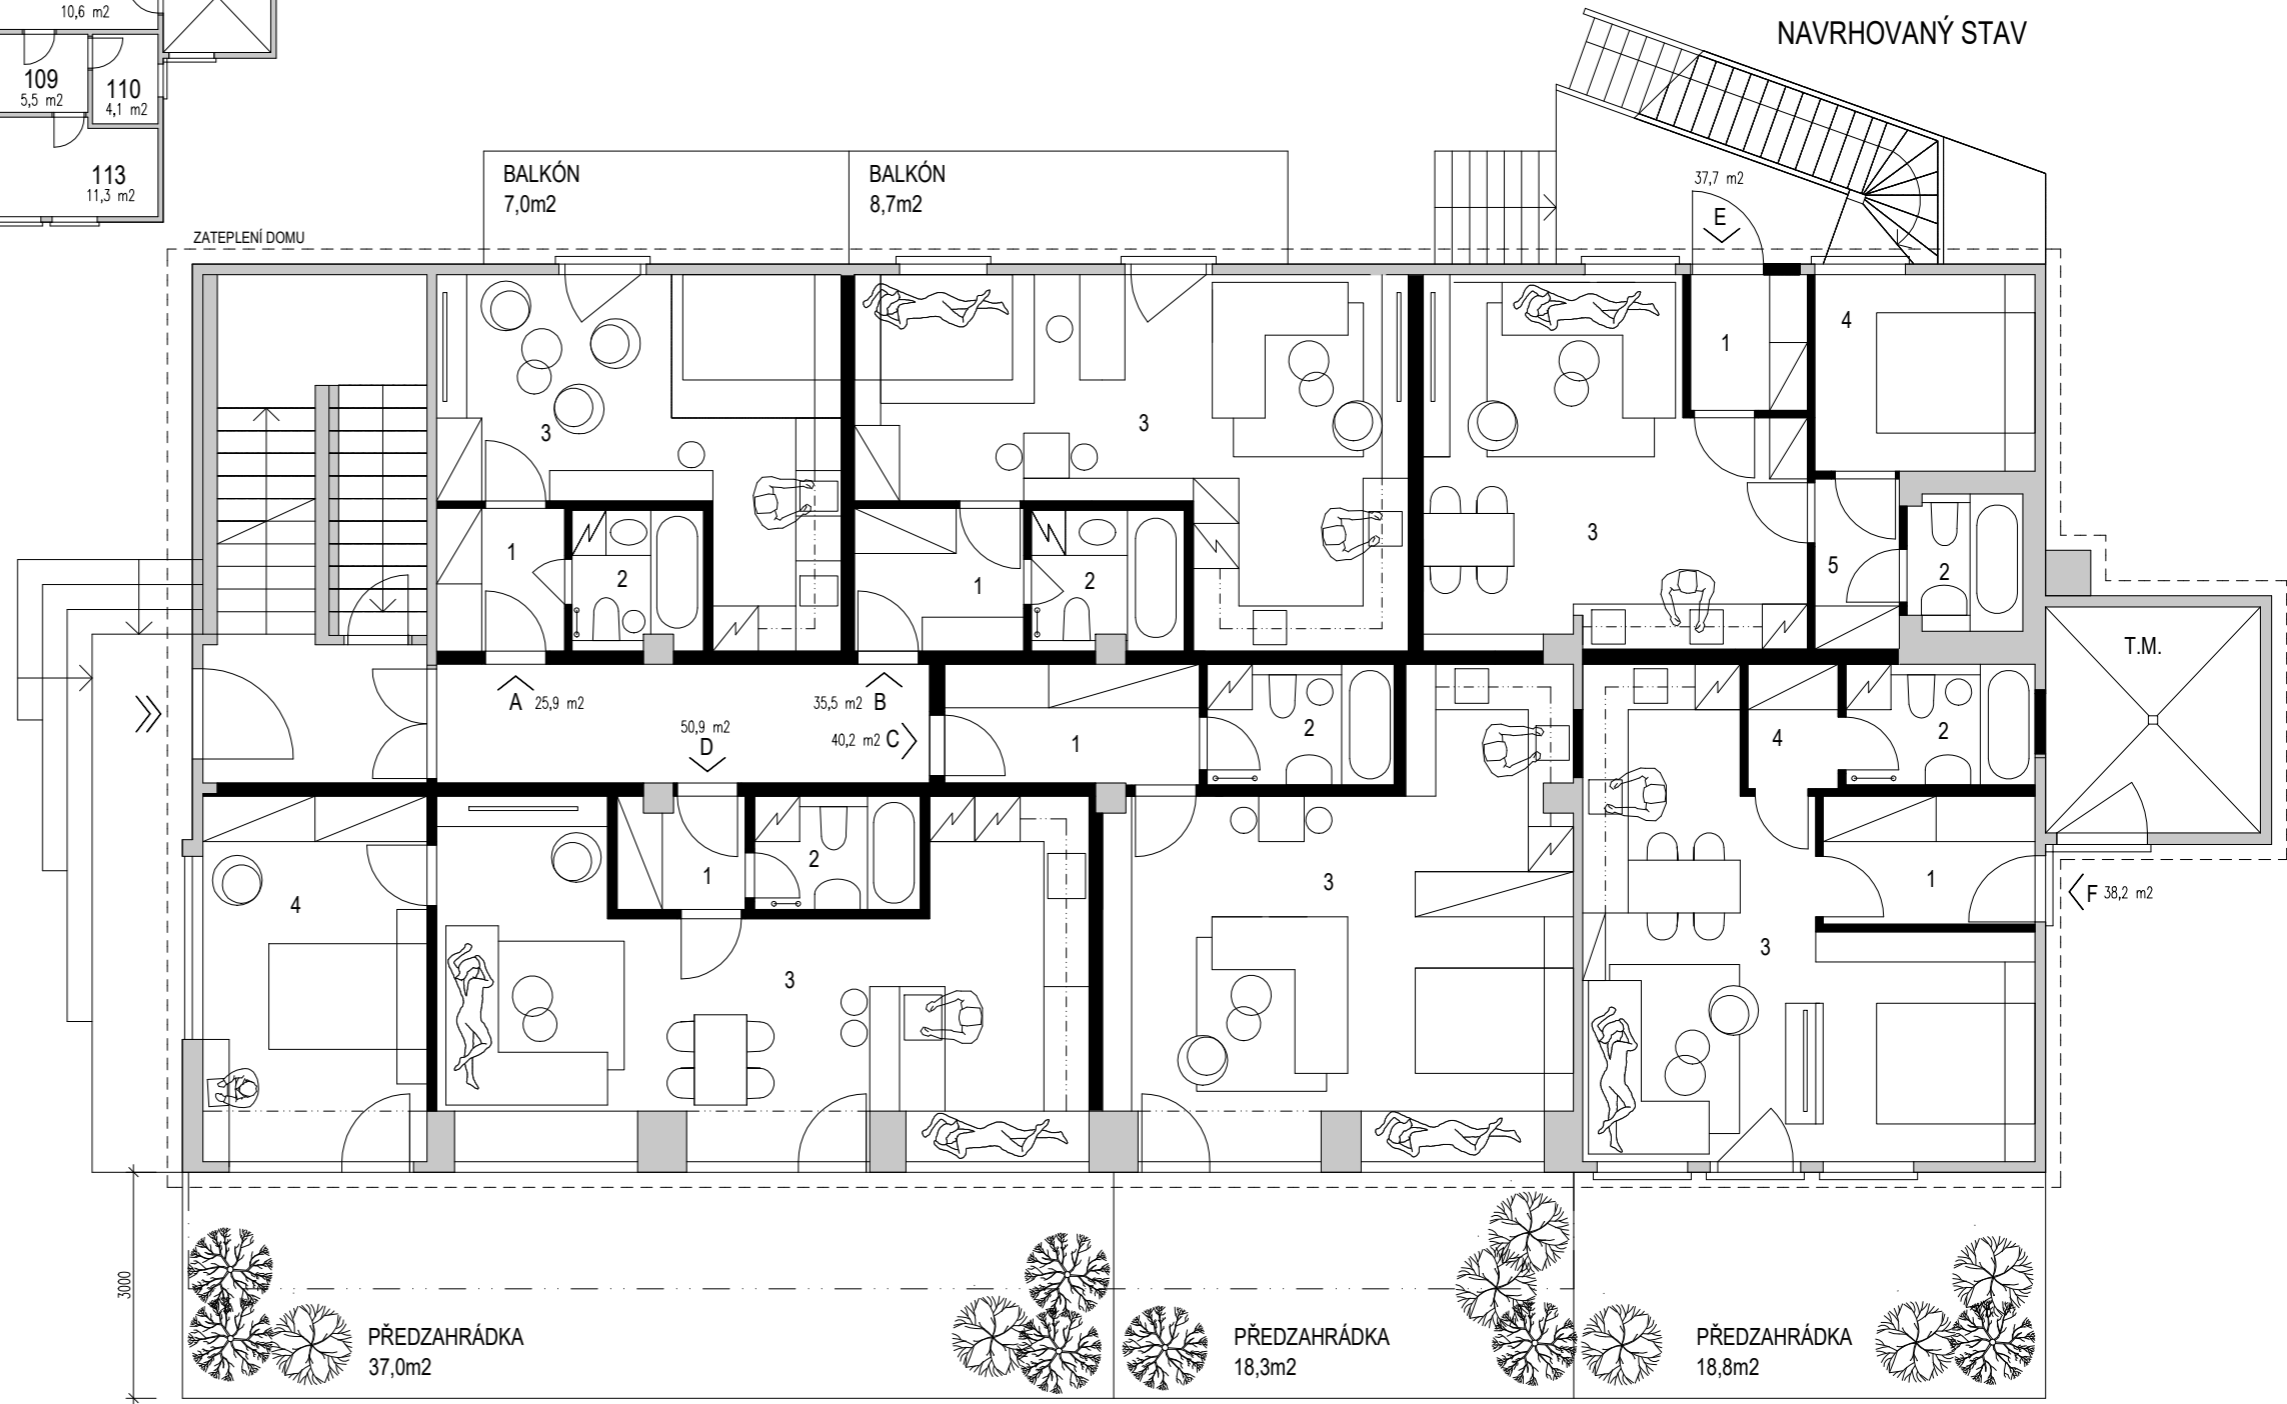 10,6 m2
109
5,5 m2
110
4,1 m2
113
11,3 m2
NAVRHOVANÝ STAV
BALKÓN
7,0m2
BALKÓN
8,7m2
37,7 m2
E
ZATEPLENÍ DOMU
4
1
3
3
3
1
2
1
2
5
2
T.M.
A 25,9 m2
35,5 m2 B
50,9 m2
D
40,2 m2 C
1
2
4
2
4
1
2
3
1
F 38,2 m2
3
3
3000
PŘEDZAHRÁDKA
37,0m2
PŘEDZAHRÁDKA
18,3m2
PŘEDZAHRÁDKA
18,8m2